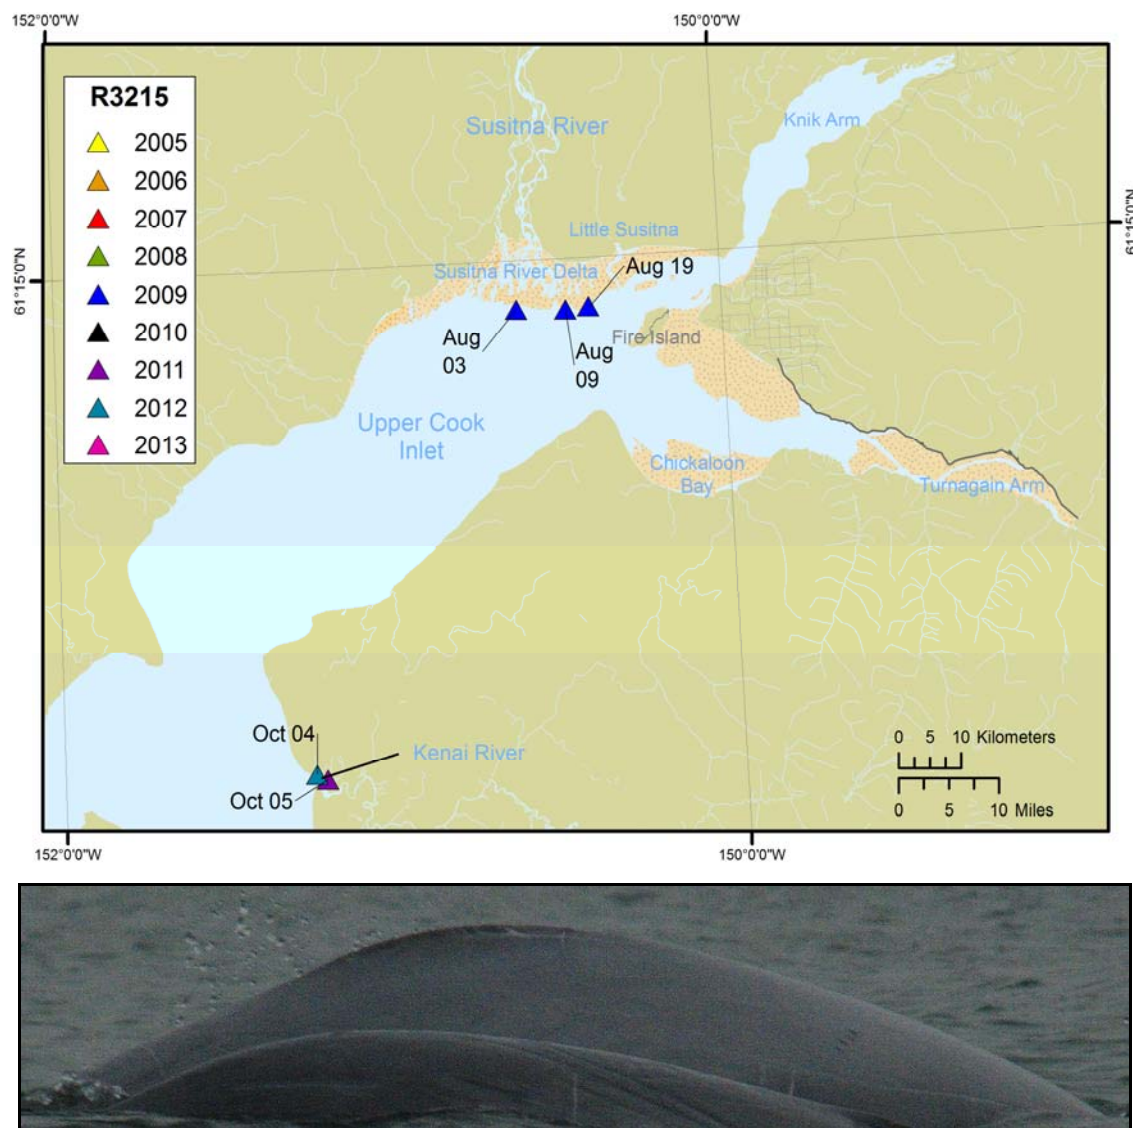 152°0'0"W
150°0'0"W
R3215
2005
2006
2007
2008
2009
2010
2011
2012
2013
Susitna River
Knik Arm
Little Susitna
Susitna River Delta
Aug 19
61°15'0"N
61°15'0"N
Aug
03
Aug
09
Fire Island
Upper Cook
Inlet
Chickaloon
Bay
Turnagain Arm
Oct 04
Kenai River
Oct 05
0 5 10 Kilometers
0 5 10 Miles
152°0'0"W
150°0'0"W